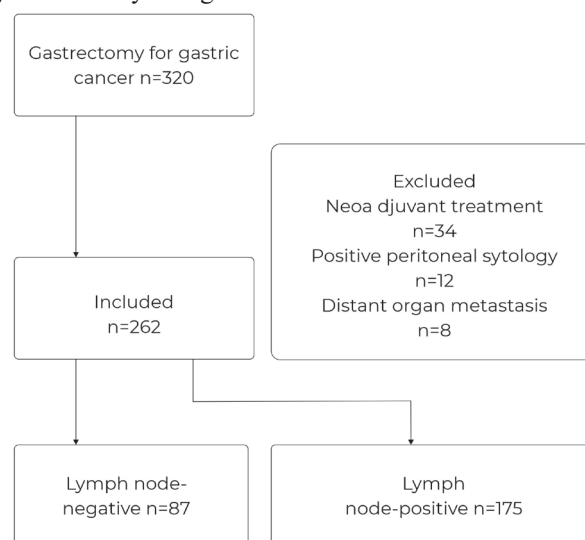 Gastrectomy for gastric
cancer n=320
Excluded
Neoa djuvant treatment
n=34
Positive peritoneal sytology
n=12
Distant organ metastasis
n=8
Included
n=262
Lymph node-
negative n=87
Lymph
node-positive n=175